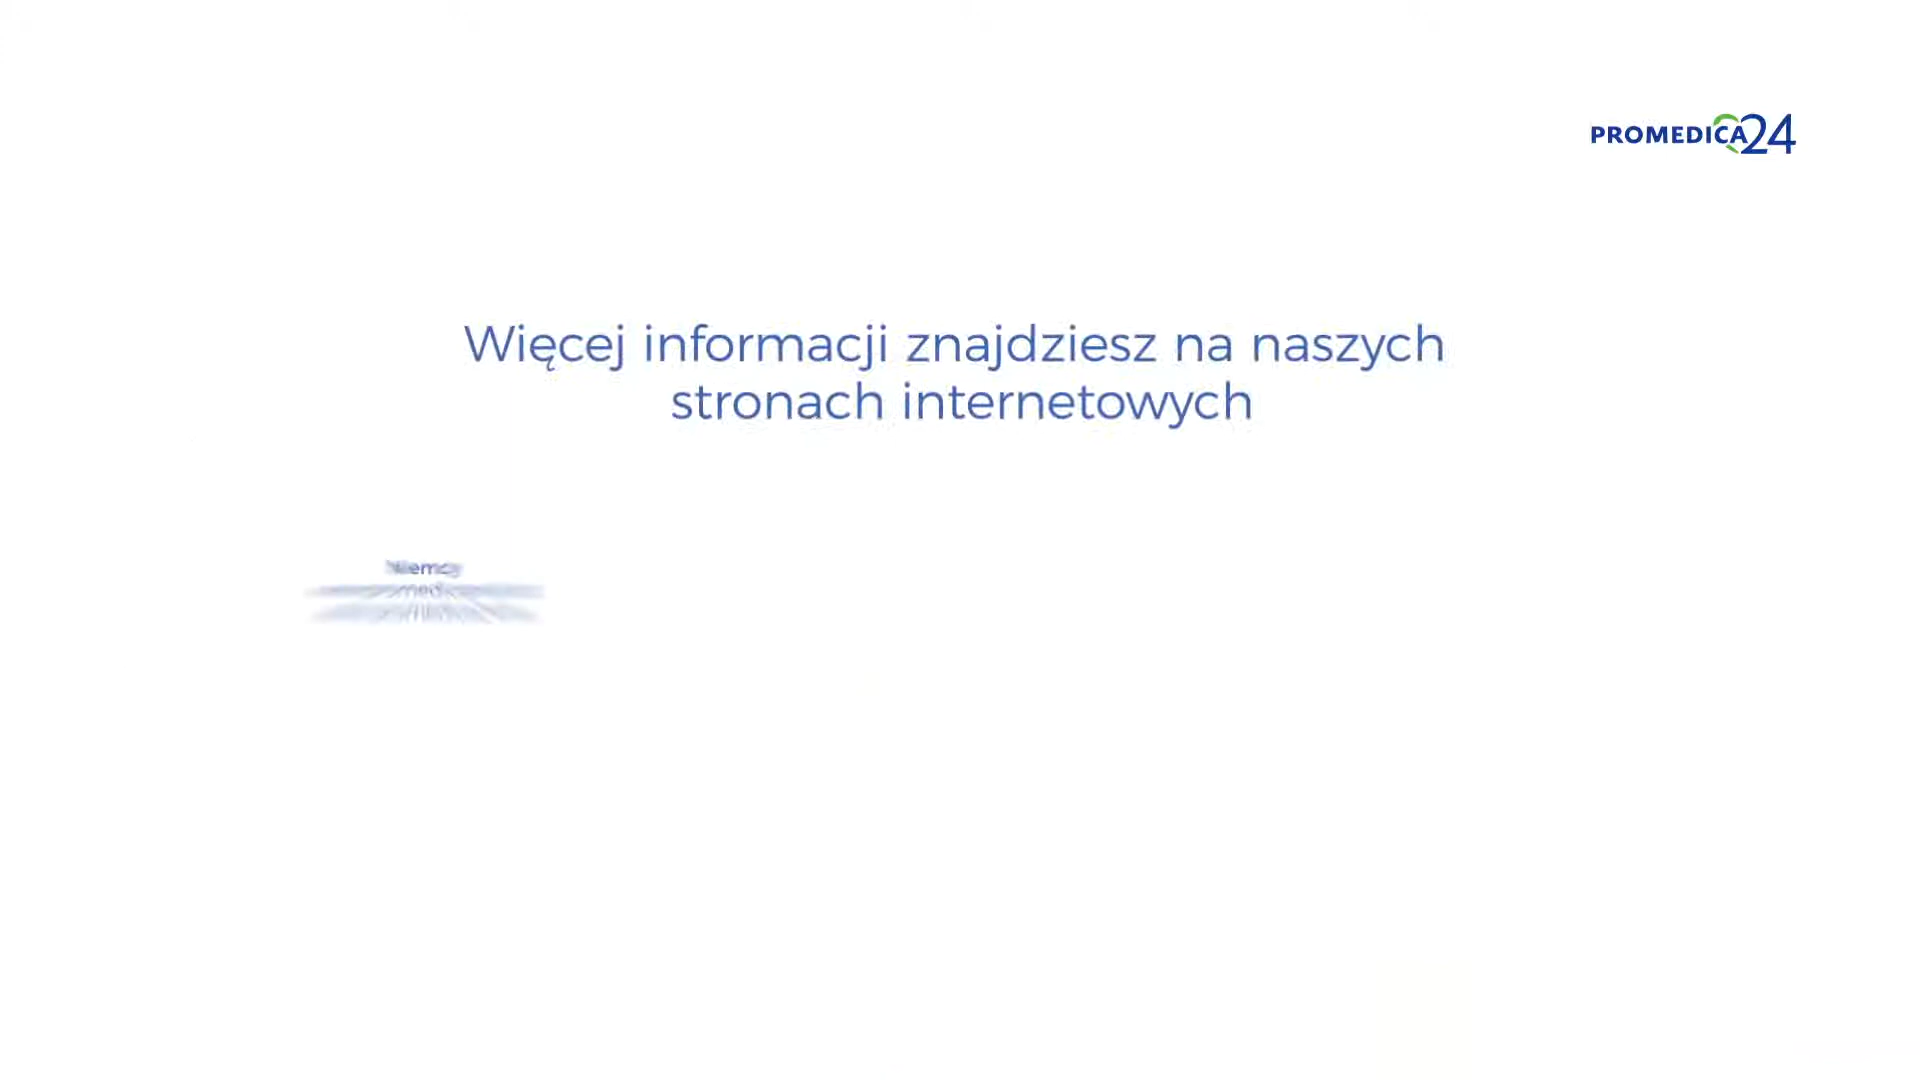 PROMEDICA24
Więcej informacji znajdziesz na naszych
stronach internetowych
Niemcy